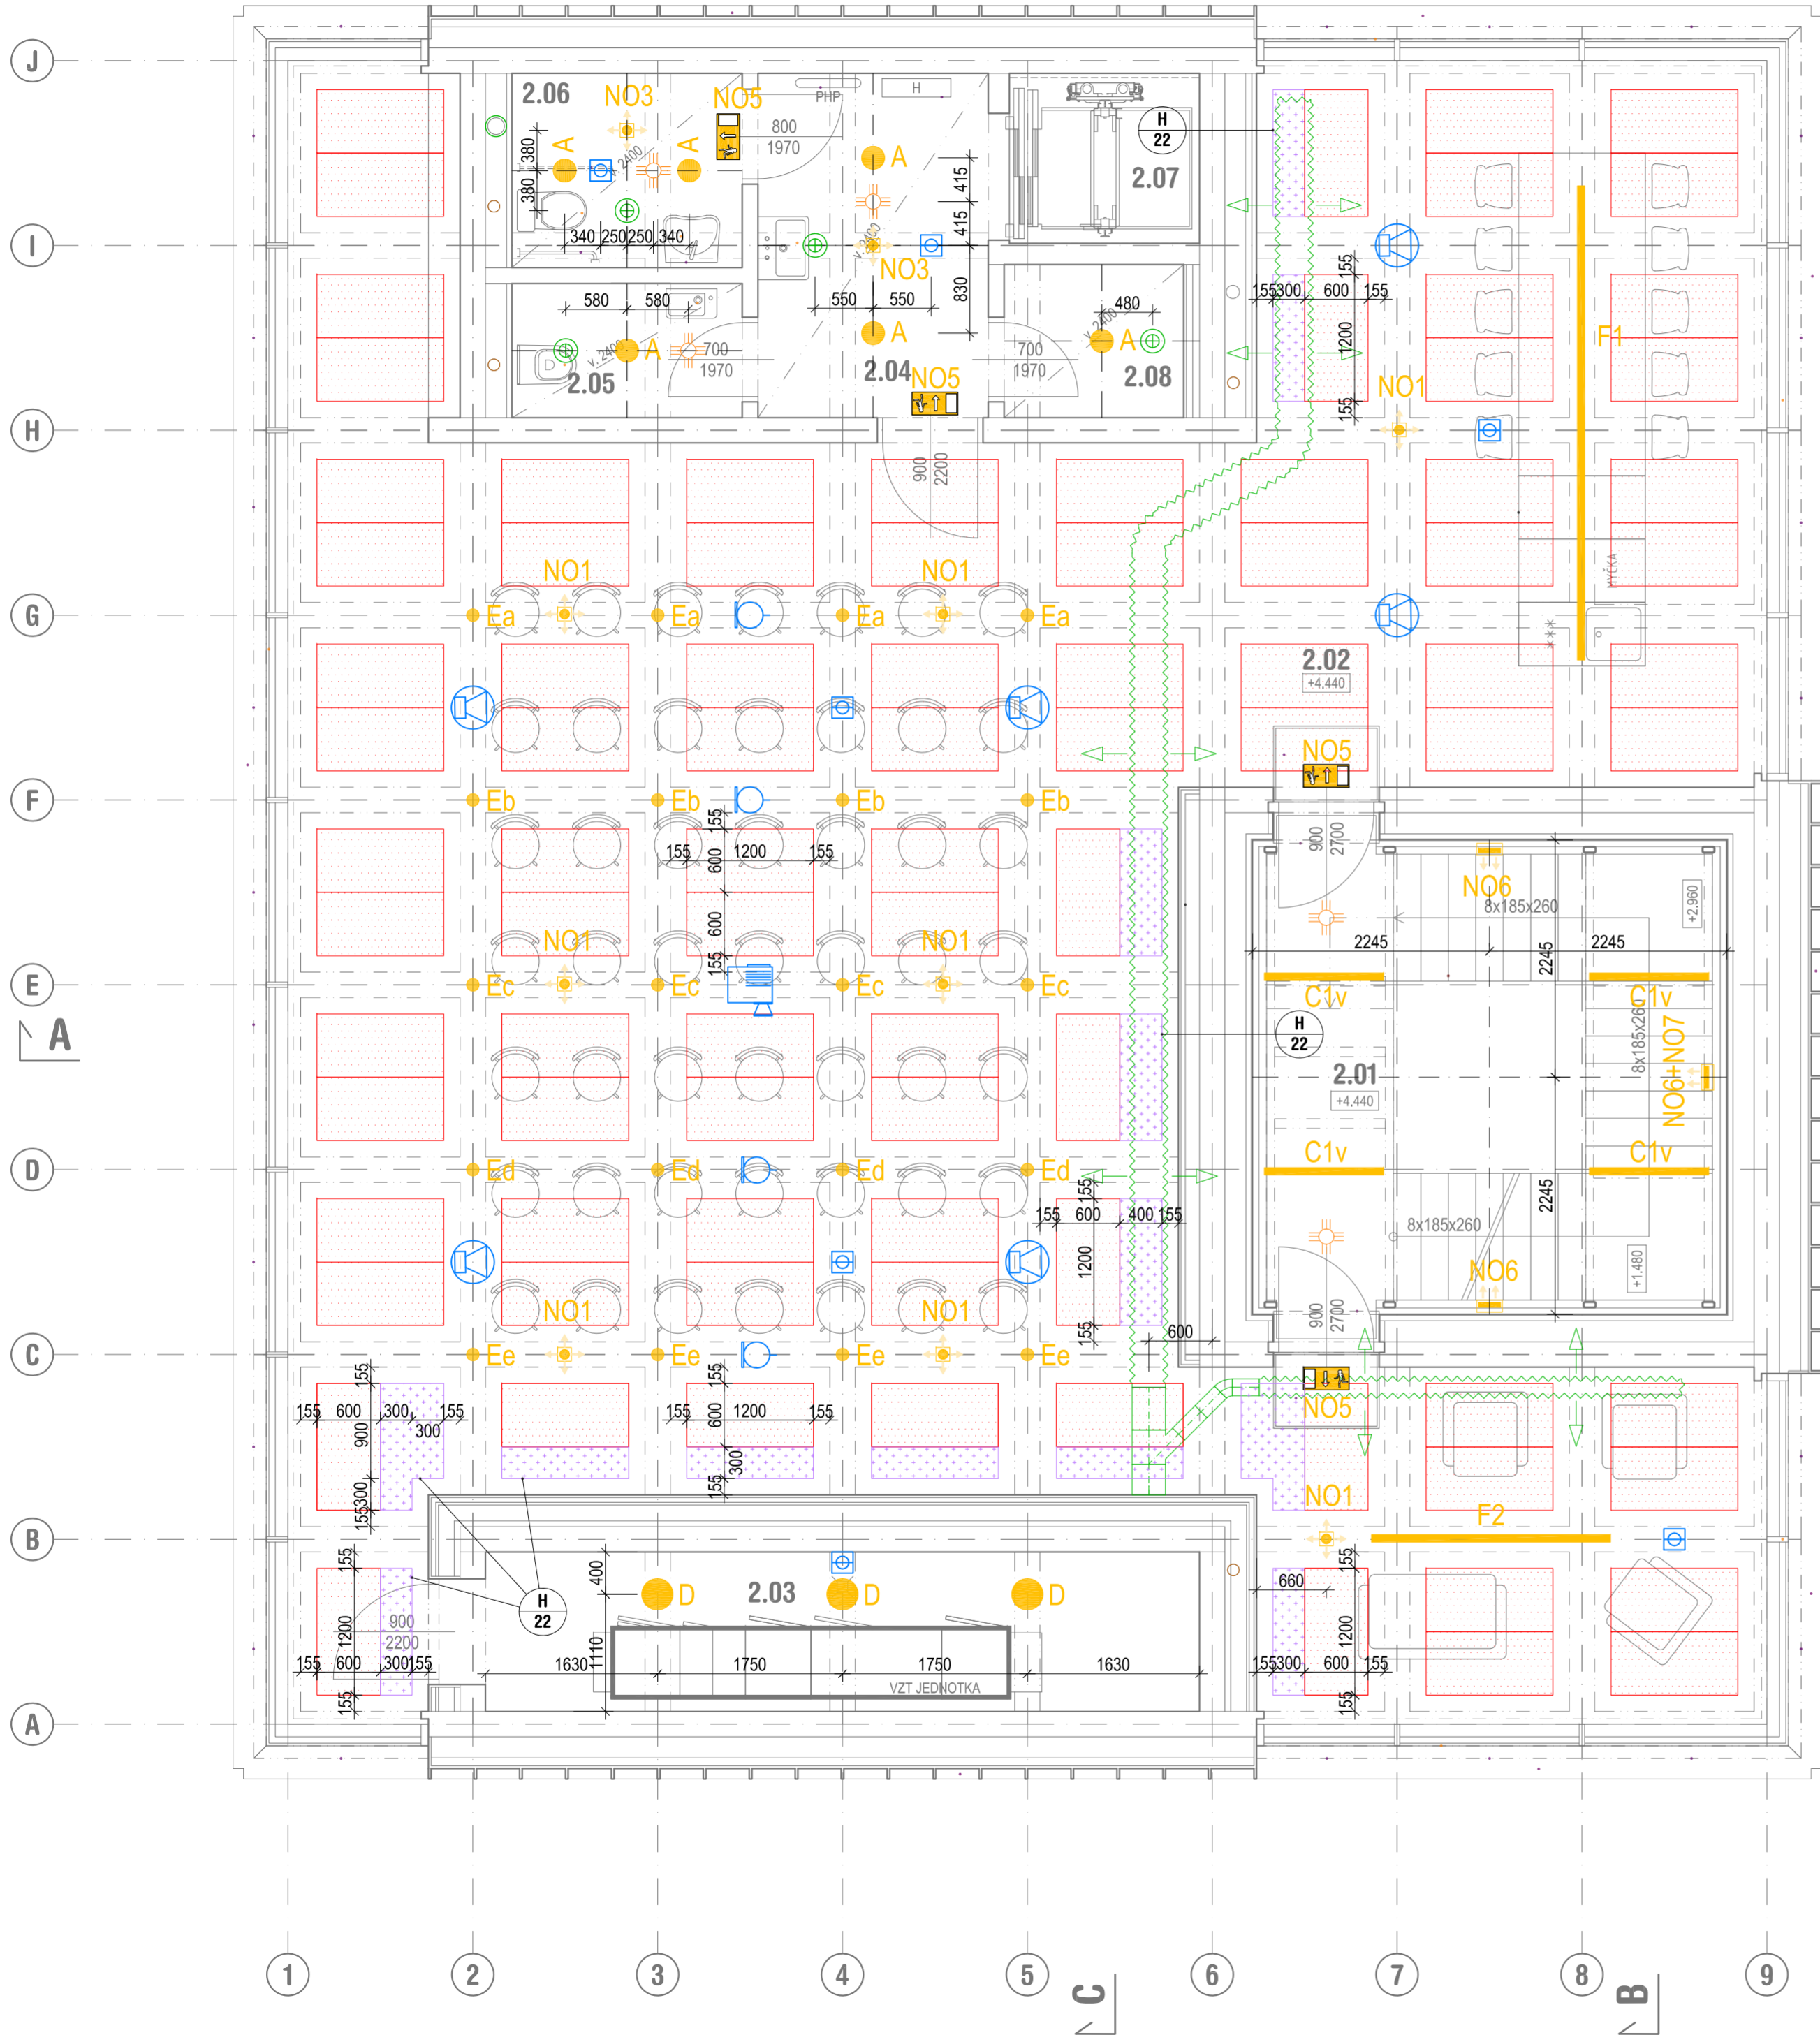 J
2.06
NO3
NO5
PHP
H
800
1970
A
A
A
v. 2400
380
380
415
415
H
22
2.07
I
340
250
250
340
v. 2400
NO3
830
155
155
300
600
155
1200
580
580
550
550
480
v. 2400
v. 2400
A
A
A
F1
2.05
700
1970
2.04
700
1970
2.08
NO5
NO1
155
H
900
2200
MYČKA
NO1
NO1
G
Ea
Ea
Ea
Ea
2.02
+4,440
NO5
F
Eb
Eb
Eb
Eb
155
155
1200
155
600
900
2700
NO6
8x185x260
+2,960
600
NO1
NO1
2245
2245
2245
155
E
Ec
Ec
Ec
Ec
C1v
C1v
A
H
22
8x185x260
NO6+NO7
2.01
+4,440
C1v
C1v
D
Ed
Ed
Ed
Ed
155
155
600
400
155
2245
8x185x260
1200
+1,480
NO6
NO1
NO1
900
2700
155
600
C
Ee
Ee
Ee
Ee
155
155
NO5
155
600
300
155
300
155
1200
155
600
900
300
155
300
155
NO1
F2
B
155
400
D
2.03
D
D
660
155
H
22
900
2200
1200
1110
1200
155
600
300
155
1630
1750
1750
1630
155
300
600
155
VZT JEDNOTKA
155
155
A
1
2
3
4
5
6
7
8
9
C
B